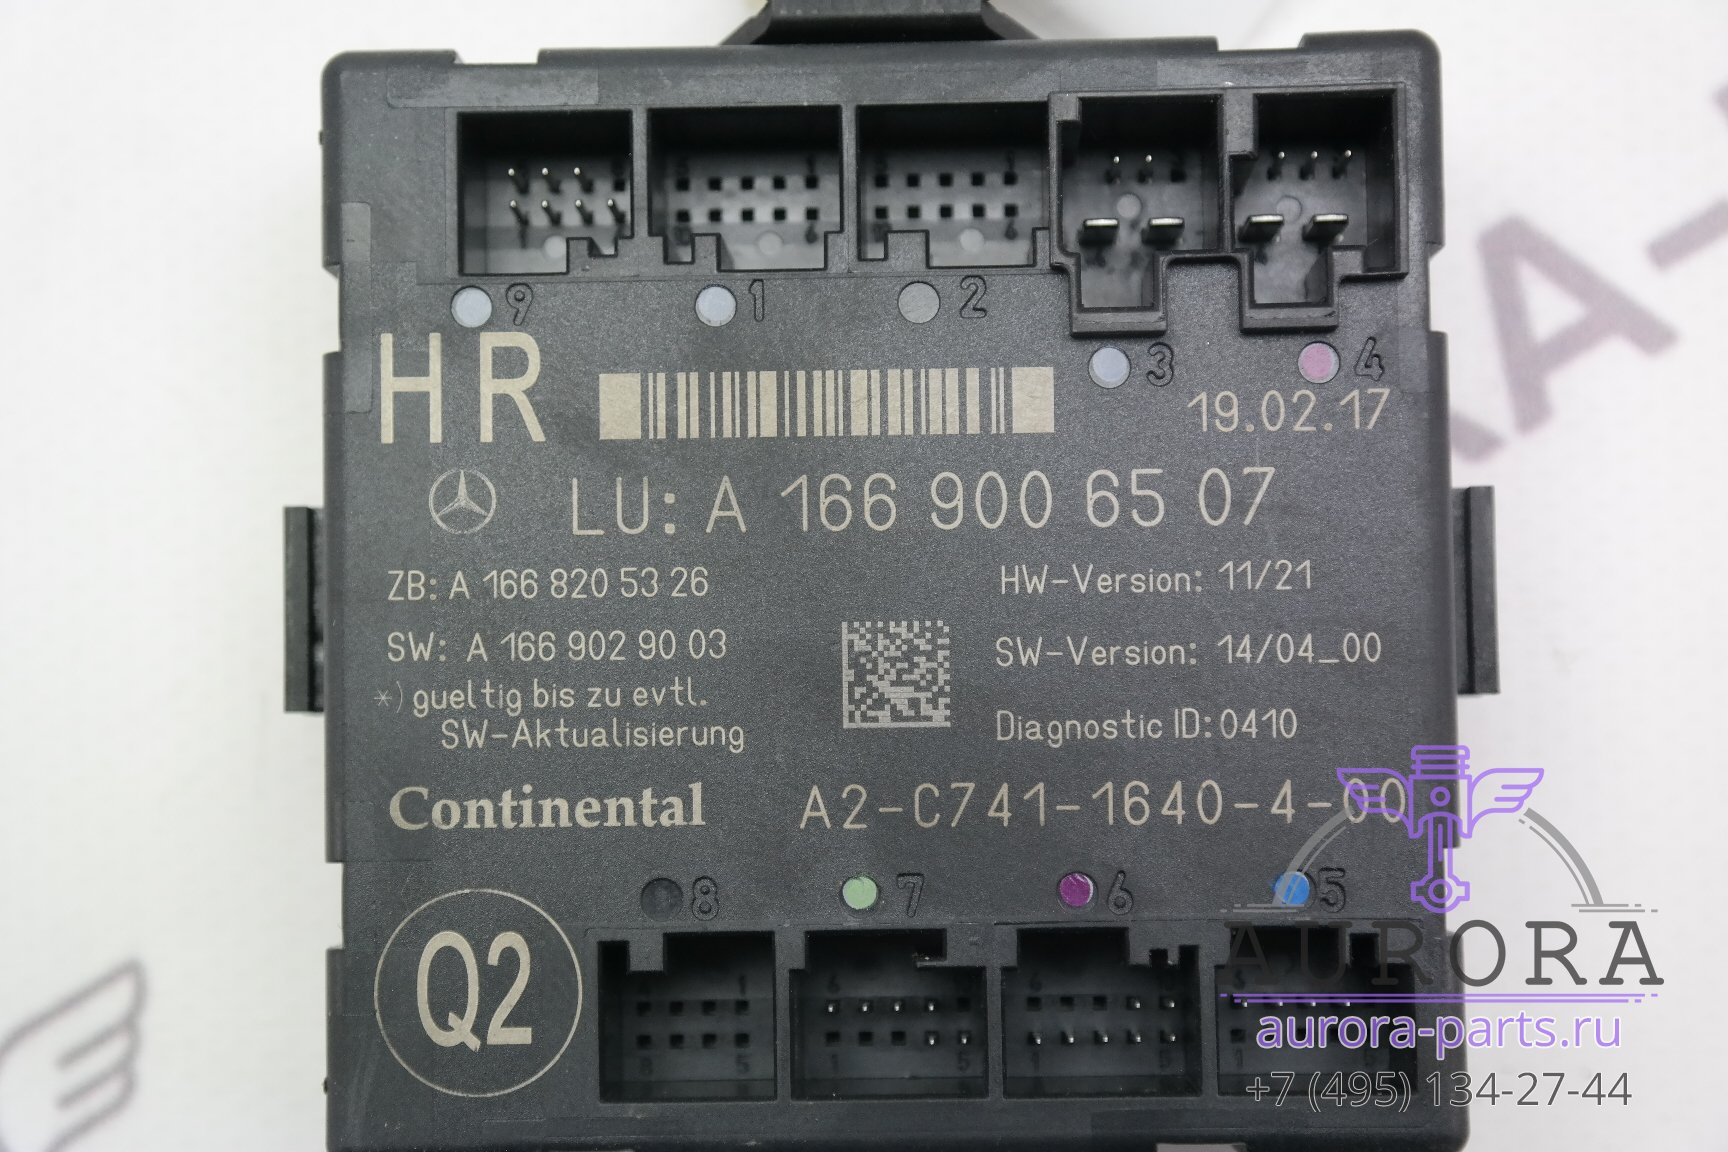 9 1 2 3 4
HR
19.02.17
LU: A 166 900 65 07
ZB: A 166 820 53 26
HW-Version: 11/21
SW: A 166 902 90 03
SW-Version: 14/04_00
*) gueltig bis zu evtl.
SW-Aktualisierung
Diagnostic ID: 0410
Continental
A2-C741-1640-4-00
8 7 6 5
Q2
AURORA
aurora-parts.ru
+7 (495) 134-27-44